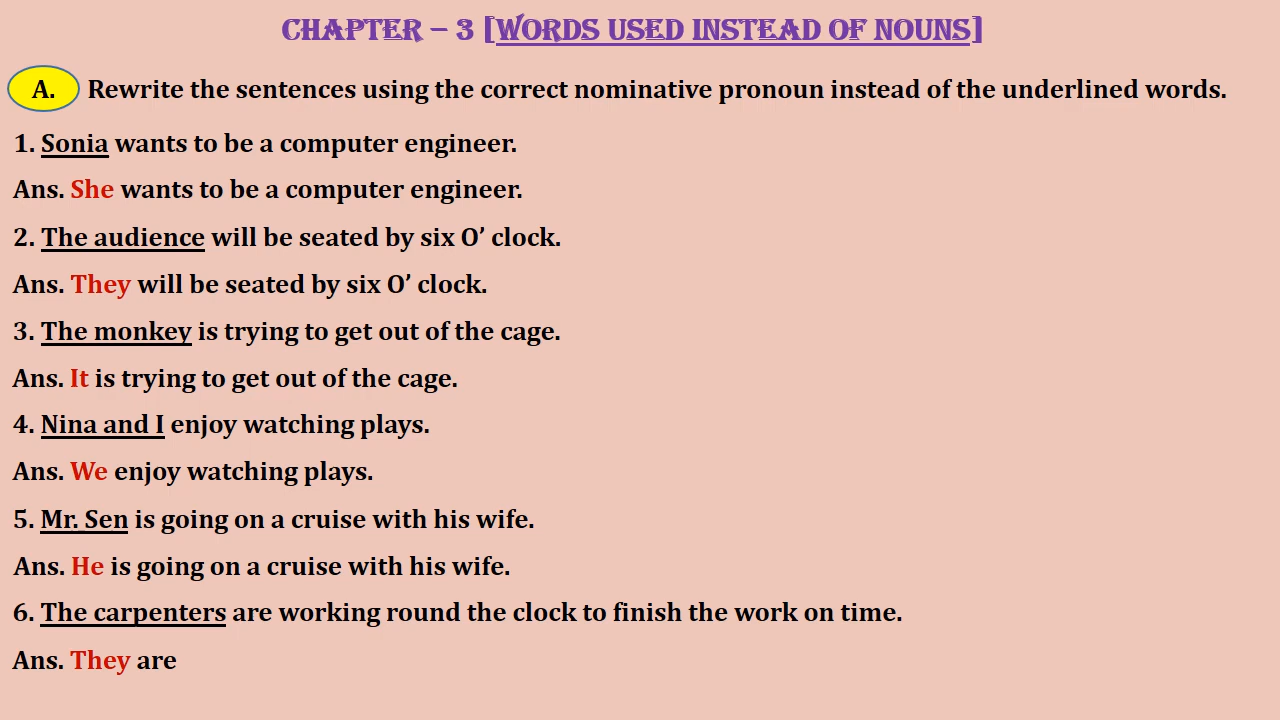 CHAPTER – 3 [WORDS USED INSTEAD OF NOUNS]
A. Rewrite the sentences using the correct nominative pronoun instead of the underlined words.
1. Sonia wants to be a computer engineer.
Ans. She wants to be a computer engineer.
2. The audience will be seated by six O’ clock.
Ans. They will be seated by six O’ clock.
3. The monkey is trying to get out of the cage.
Ans. It is trying to get out of the cage.
4. Nina and I enjoy watching plays.
Ans. We enjoy watching plays.
5. Mr. Sen is going on a cruise with his wife.
Ans. He is going on a cruise with his wife.
6. The carpenters are working round the clock to finish the work on time.
Ans. They are